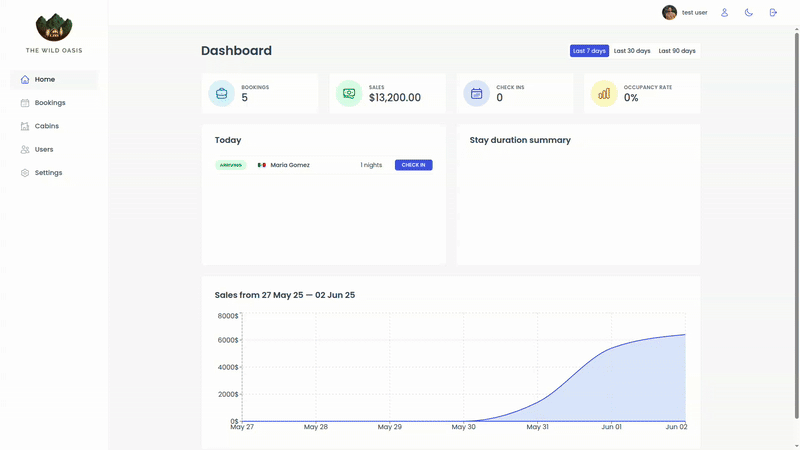 test user
THE WILD OASIS
Home
Bookings
Cabins
Users
Settings
Dashboard
Last 7 days Last 30 days Last 90 days
BOOKINGS
5
SALES
$13,200.00
CHECK INS
0
OCCUPANCY RATE
0%
Today
ARRIVING Maria Gomez 1 nights CHECK IN
Stay duration summary
Sales from 27 May 25 — 02 Jun 25
8000$
6000$
4000$
2000$
0$
May 27 May 28 May 29 May 30 May 31 Jun 01 Jun 02